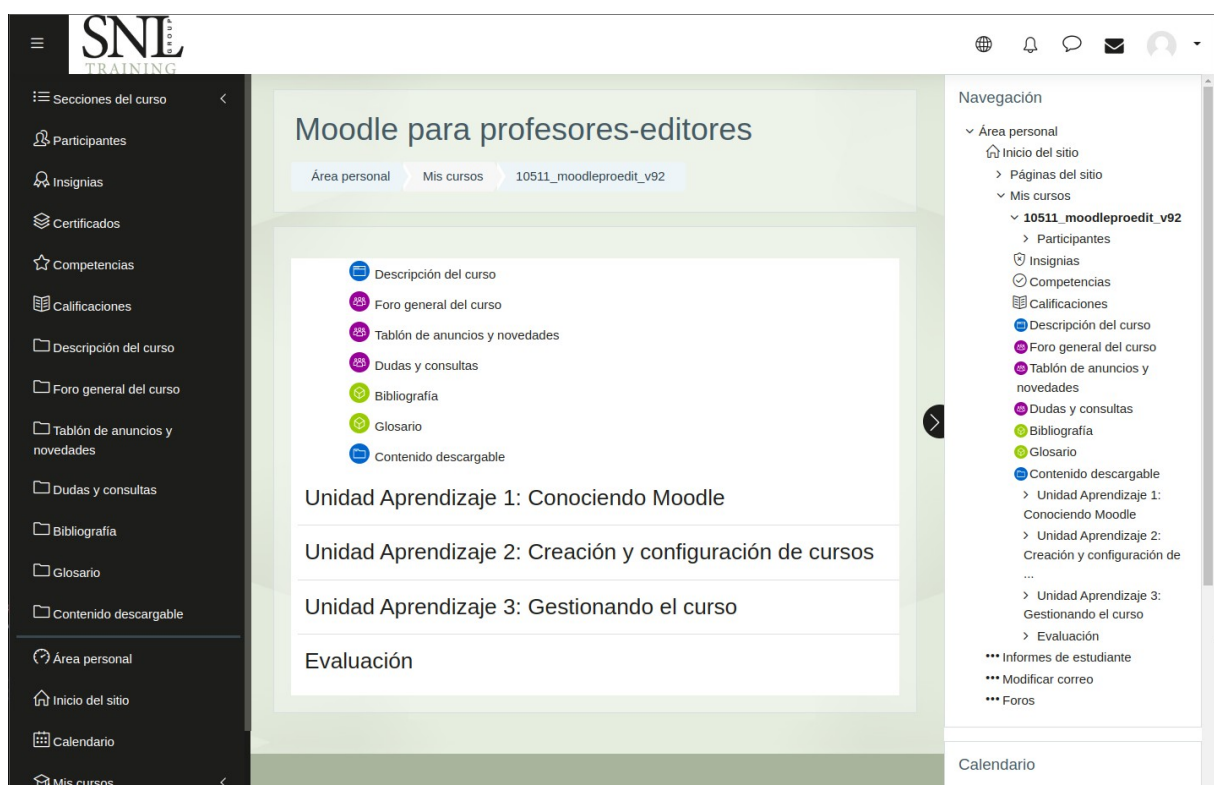 SNL
GROUP
TRAINING
Secciones del curso
Participantes
Insignias
Certificados
Competencias
Calificaciones
Descripción del curso
Foro general del curso
Tablón de anuncios y
novedades
Dudas y consultas
Bibliografía
Glosario
Contenido descargable
Área personal
Inicio del sitio
Calendario
Mis cursos
Moodle para profesores-editores
Área personal Mis cursos 10511_moodleproedit_v92
Descripción del curso
Foro general del curso
Tablón de anuncios y novedades
Dudas y consultas
Bibliografía
Glosario
Contenido descargable
Unidad Aprendizaje 1: Conociendo Moodle
Unidad Aprendizaje 2: Creación y configuración de cursos
Unidad Aprendizaje 3: Gestionando el curso
Evaluación
Navegación
Área personal
Inicio del sitio
Páginas del sitio
Mis cursos
10511_moodleproedit_v92
Participantes
Insignias
Competencias
Calificaciones
Descripción del curso
Foro general del curso
Tablón de anuncios y
novedades
Dudas y consultas
Bibliografía
Glosario
Contenido descargable
Unidad Aprendizaje 1:
Conociendo Moodle
Unidad Aprendizaje 2:
Creación y configuración de
...
Unidad Aprendizaje 3:
Gestionando el curso
Evaluación
Informes de estudiante
Modificar correo
Foros
Calendario